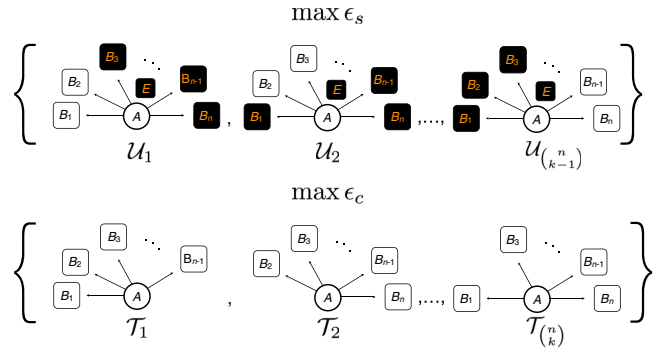 max ϵ_s
B_3 ⋱
B_2 E B_{n-1}
B_1 A B_n ,
U_1
B_3 ⋱
B_2 E B_{n-1}
B_1 A B_n ,...,
U_2
B_3 ⋱
B_2 E B_{n-1}
B_1 A B_n
U_{\binom{n}{k-1}}
max ϵ_c
B_3 ⋱
B_2 B_{n-1}
B_1 A ,
T_1
B_3 ⋱
B_2 B_{n-1}
A B_n ,...,
T_2
B_3 ⋱
B_{n-1}
B_1 A B_n
T_{\binom{n}{k}}